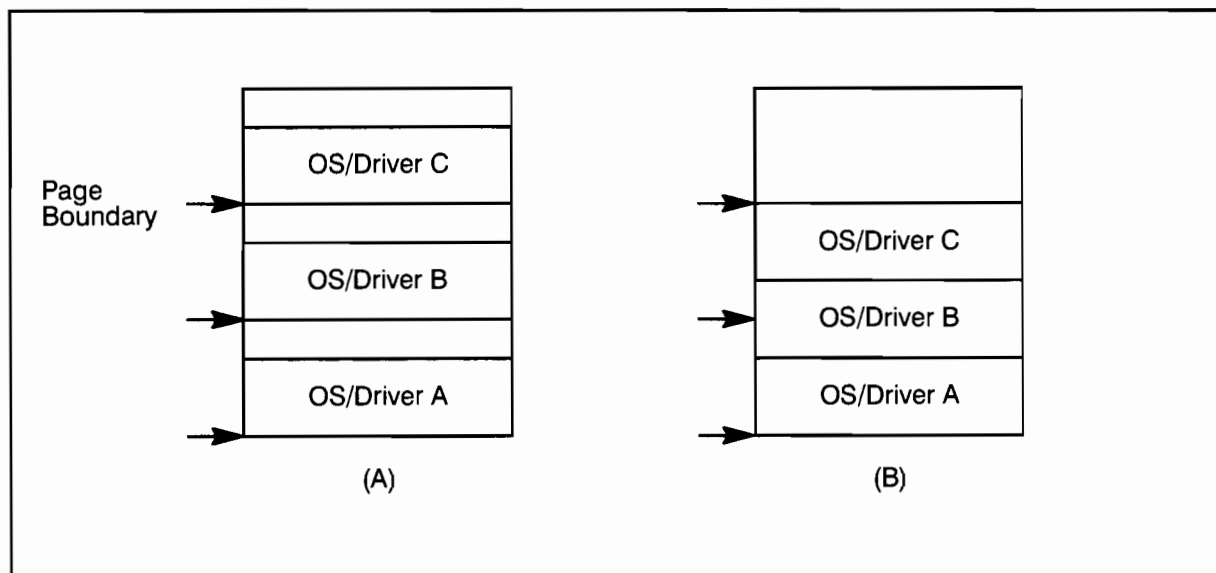 Page
Boundary
OS/Driver C
OS/Driver B
OS/Driver A
(A)
OS/Driver C
OS/Driver B
OS/Driver A
(B)